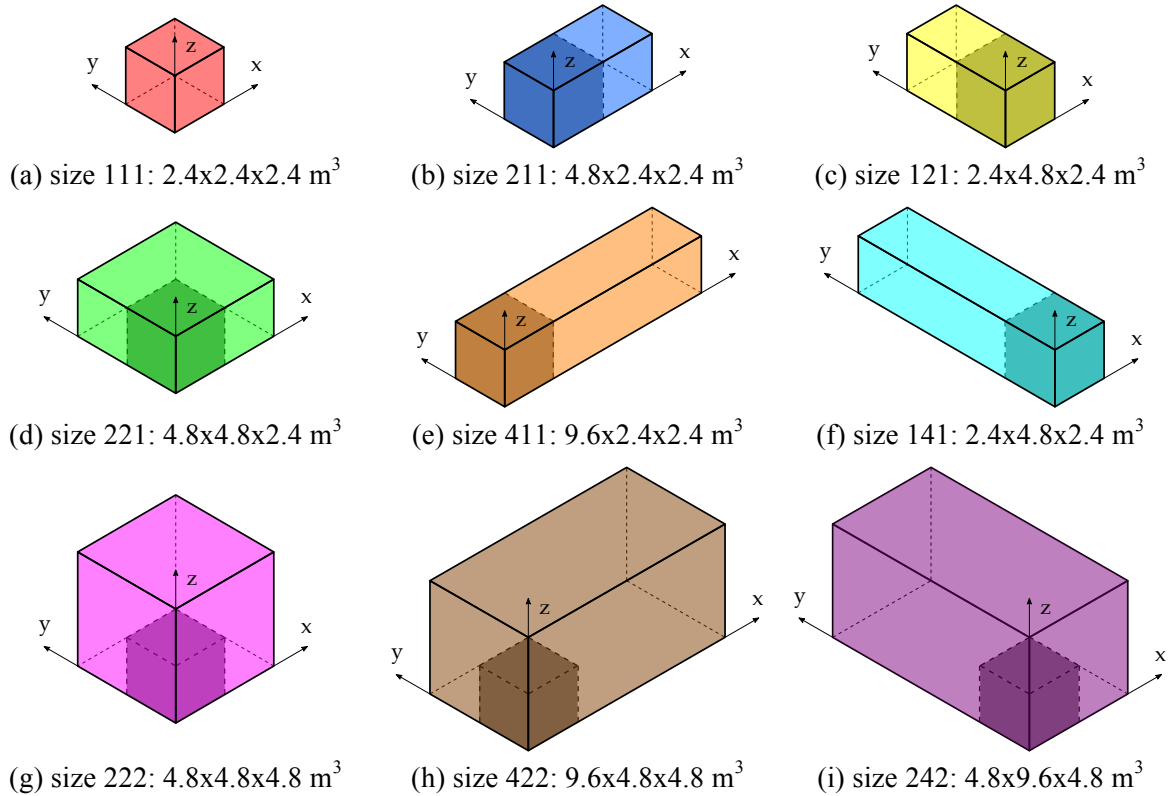 z
y
x
z
y
x
z
y
x
(a) size 111: 2.4x2.4x2.4 m³
(b) size 211: 4.8x2.4x2.4 m³
(c) size 121: 2.4x4.8x2.4 m³
z
y
x
z
y
x
z
y
x
(d) size 221: 4.8x4.8x2.4 m³
(e) size 411: 9.6x2.4x2.4 m³
(f) size 141: 2.4x4.8x2.4 m³
z
y
x
z
y
x
z
y
x
(g) size 222: 4.8x4.8x4.8 m³
(h) size 422: 9.6x4.8x4.8 m³
(i) size 242: 4.8x9.6x4.8 m³